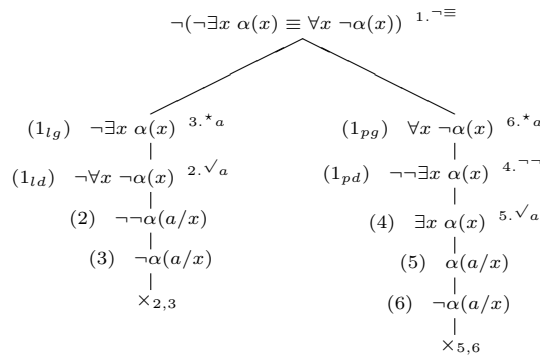 ¬(¬∃x α(x) ≡ ∀x ¬α(x)) 1.¬≡
(1lg) ¬∃x α(x) 3.⋆a
(1ld) ¬∀x ¬α(x) 2.√a
(2) ¬¬α(a/x)
(3) ¬α(a/x)
×2,3
(1pg) ∀x ¬α(x) 6.⋆a
(1pd) ¬¬∃x α(x) 4.¬¬
(4) ∃x α(x) 5.√a
(5) α(a/x)
(6) ¬α(a/x)
×5,6